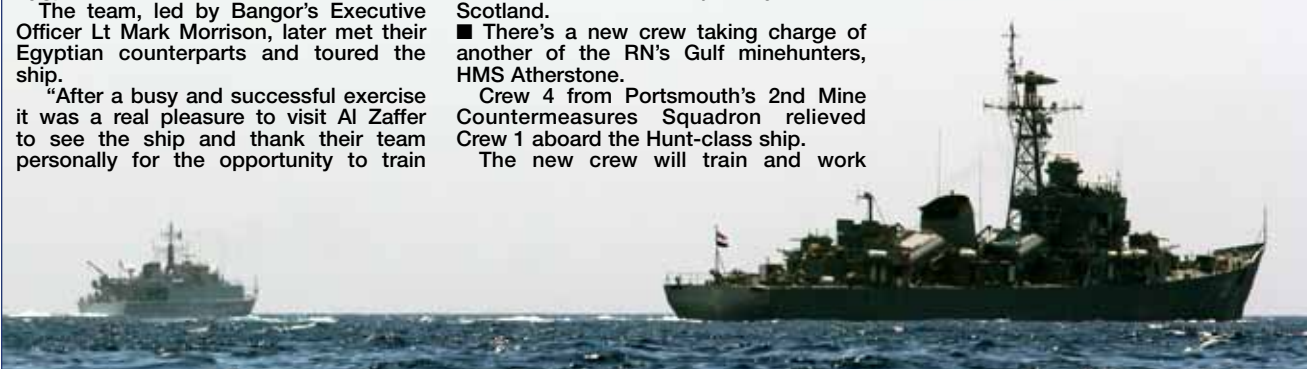 The team, led by Bangor's Executive
Officer Lt Mark Morrison, later met their
Egyptian counterparts and toured the
ship.
"After a busy and successful exercise
it was a real pleasure to visit Al Zaffer
to see the ship and thank their team
personally for the opportunity to train
Scotland.
■ There's a new crew taking charge of
another of the RN's Gulf minehunters,
HMS Atherstone.
Crew 4 from Portsmouth's 2nd Mine
Countermeasures Squadron relieved
Crew 1 aboard the Hunt-class ship.
The new crew will train and work